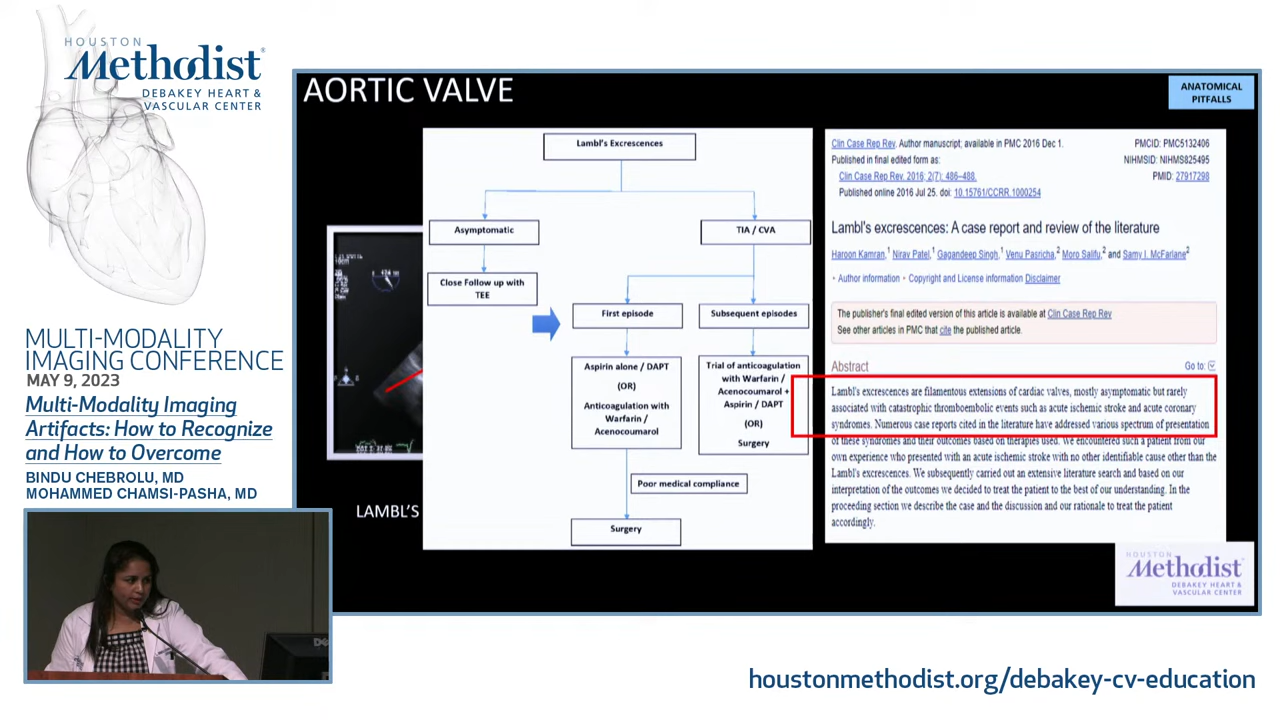 HOUSTON
Methodist®
DEBAKEY HEART &
VASCULAR CENTER
MULTI-MODALITY
IMAGING CONFERENCE
MAY 9, 2023
Multi-Modality Imaging
Artifacts: How to Recognize
and How to Overcome
BINDU CHEBROLU, MD
MOHAMMED CHAMSI-PASHA, MD
AORTIC VALVE
ANATOMICAL
PITFALLS
Lambl's Excrescences
Asymptomatic
TIA / CVA
Close Follow up with
TEE
First episode
Subsequent episodes
Aspirin alone / DAPT
(OR)
Anticoagulation with
Warfarin /
Acenocoumarol
Trial of anticoagulation
with Warfarin /
Acenocoumarol +
Aspirin / DAPT
(OR)
Surgery
Poor medical compliance
Surgery
LAMBL'S
Clin Case Rep Rev. Author manuscript; available in PMC 2016 Dec 1.
PMCID: PMC5132406
Published in final edited form as:
NIHMSID: NIHMS825495
Clin Case Rep Rev. 2016; 2(7): 486–488.
PMID: 27917298
Published online 2016 Jul 25. doi: 10.15761/CCRR.1000254
Lambl's excrescences: A case report and review of the literature
Haroon Kamran,1 Nirav Patel,1 Gagandeep Singh,1 Venu Pasricha,2 Moro Salifu,2 and Samy I. McFarlane2
▸ Author information ▸ Copyright and License information Disclaimer
The publisher's final edited version of this article is available at Clin Case Rep Rev
See other articles in PMC that cite the published article.
Abstract
Go to:
Lambl's excrescences are filamentous extensions of cardiac valves, mostly asymptomatic but rarely
associated with catastrophic thromboembolic events such as acute ischemic stroke and acute coronary
syndromes. Numerous case reports cited in the literature have addressed various spectrum of presentation
of these syndromes and their outcomes based on therapies used. We encountered such a patient from our
own experience who presented with an acute ischemic stroke with no other identifiable cause other than the
Lambl's excrescences. We subsequently carried out an extensive literature search and based on our
interpretation of the outcomes we decided to treat the patient to the best of our understanding. In the
proceeding section we describe the case and the discussion and our rationale to treat the patient
accordingly.
HOUSTON
Methodist
DEBAKEY HEART &
VASCULAR CENTER
DELL
houstonmethodist.org/debakey-cv-education